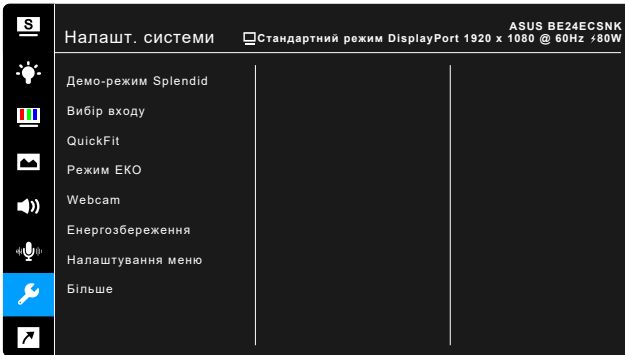 S
ASUS BE24ECSNK
Налашт. системи
Стандартний режим DisplayPort 1920 x 1080 @ 60Hz ⚡80W
Демо-режим Splendid
Вибір входу
QuickFit
Режим ЕКО
Webcam
Енергозбереження
Налаштування меню
Більше